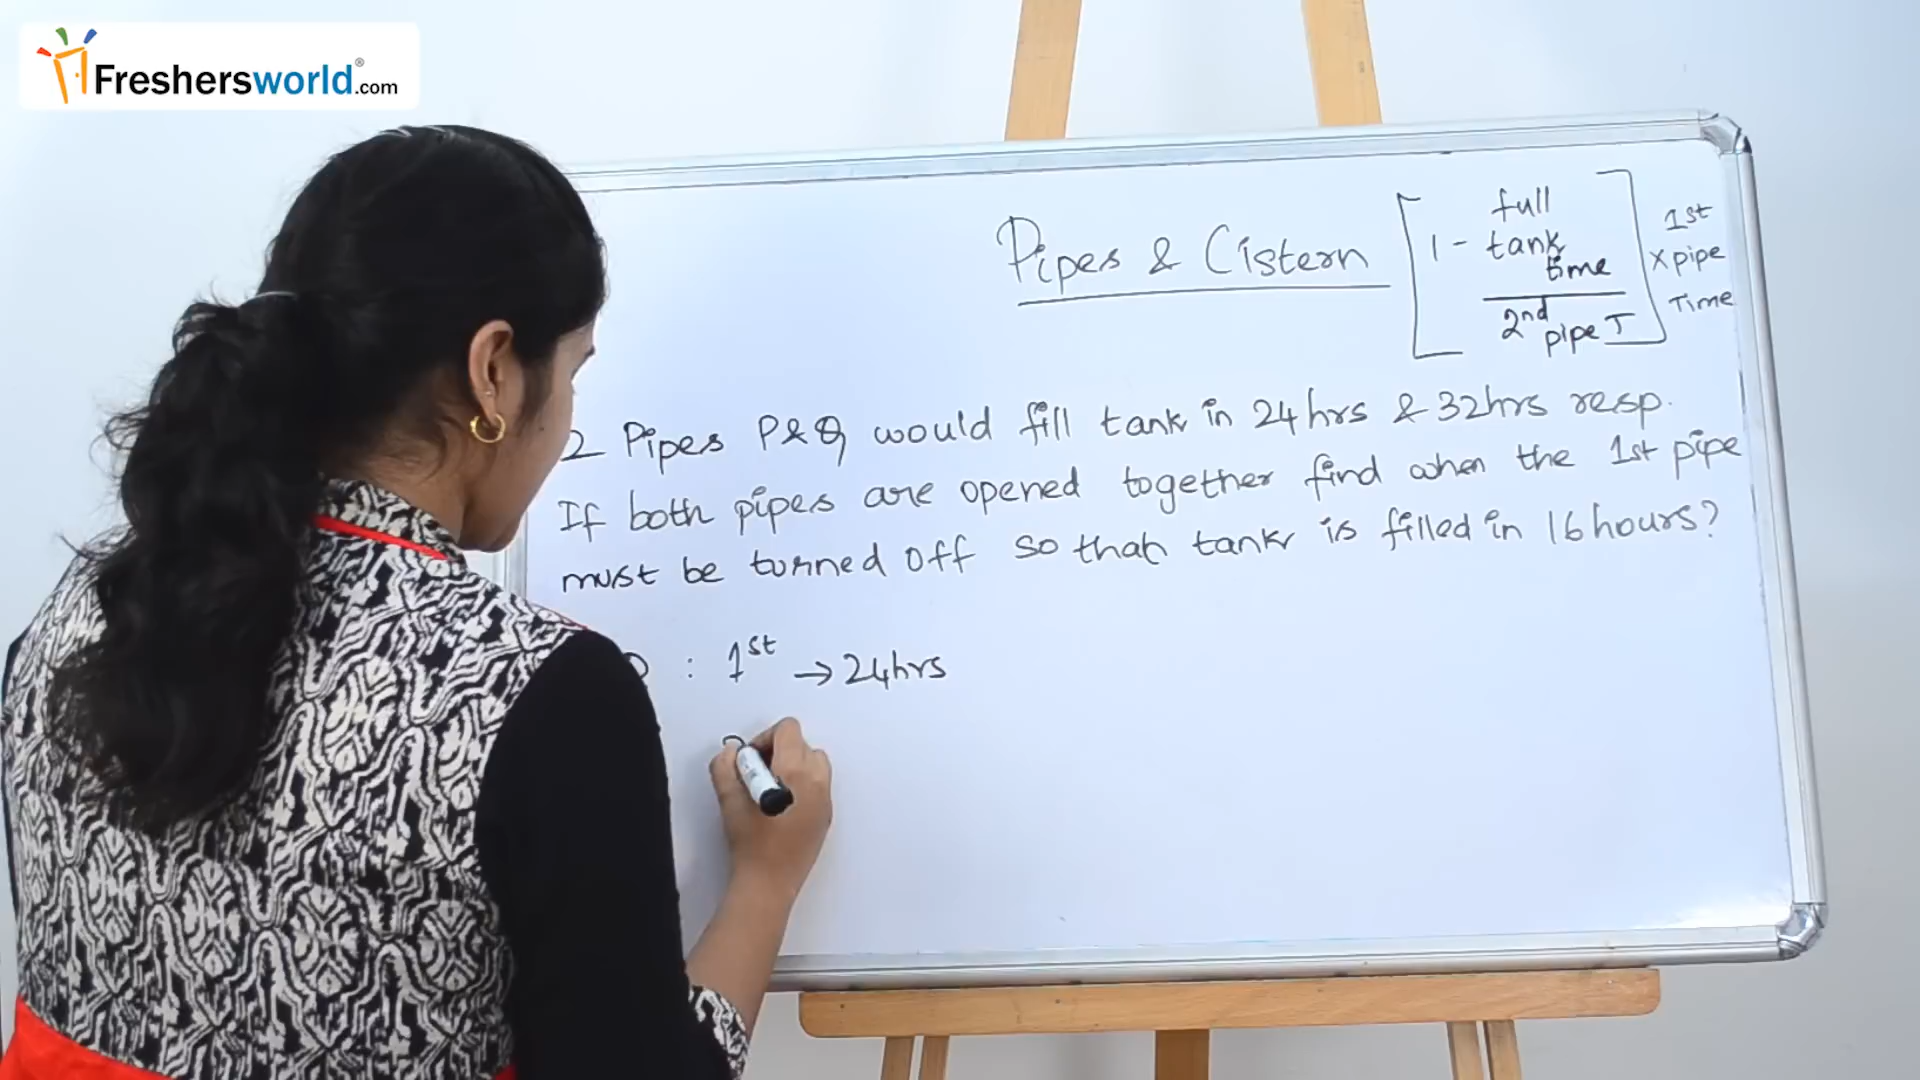 Freshersworld.com
Pipes & Cistern
[1 - full tank time / 2nd pipe T] x 1st pipe Time
2 Pipes P & Q would fill tank in 24hrs & 32hrs resp.
If both pipes are opened together find when the 1st pipe
must be turned off so that tank is filled in 16 hours?
: 1st → 24hrs